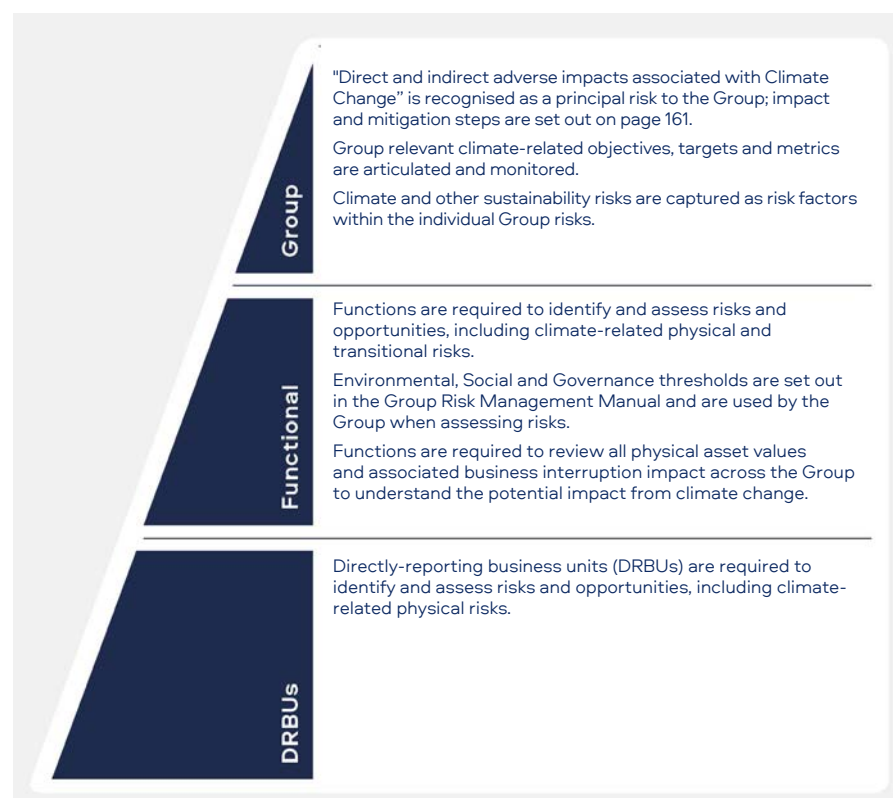 Group
"Direct and indirect adverse impacts associated with Climate
Change” is recognised as a principal risk to the Group; impact
and mitigation steps are set out on page 161.
Group relevant climate-related objectives, targets and metrics
are articulated and monitored.
Climate and other sustainability risks are captured as risk factors
within the individual Group risks.
Functional
Functions are required to identify and assess risks and
opportunities, including climate-related physical and
transitional risks.
Environmental, Social and Governance thresholds are set out
in the Group Risk Management Manual and are used by the
Group when assessing risks.
Functions are required to review all physical asset values
and associated business interruption impact across the Group
to understand the potential impact from climate change.
DRBUs
Directly-reporting business units (DRBUs) are required to
identify and assess risks and opportunities, including climate-
related physical risks.